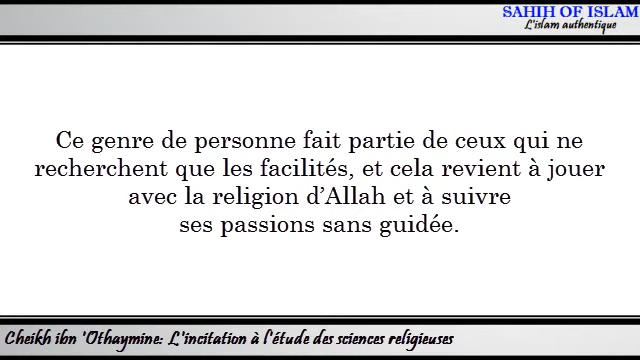 SAHIH OF ISLAM
L'islam authentique
Ce genre de personne fait partie de ceux qui ne
recherchent que les facilités, et cela revient à jouer
avec la religion d'Allah et à suivre
ses passions sans guidée.
Cheikh ibn 'Othaymine: L'incitation à l'étude des sciences religieuses